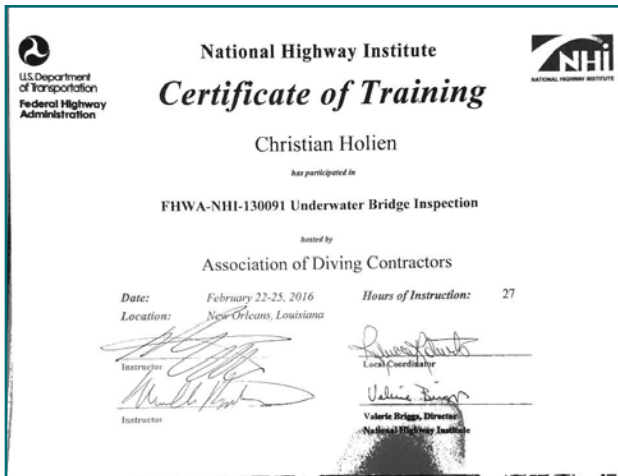 U.S. Department
of Transportation
Federal Highway
Administration
National Highway Institute
NHI
NATIONAL HIGHWAY INSTITUTE
Certificate of Training
Christian Holien
has participated in
FHWA-NHI-130091 Underwater Bridge Inspection
hosted by
Association of Diving Contractors
Date: February 22-25, 2016 Hours of Instruction: 27
Location: New Orleans, Louisiana
Instructor
Local Coordinator
Valerie Briggs
Instructor
Valerie Briggs, Director
National Highway Institute